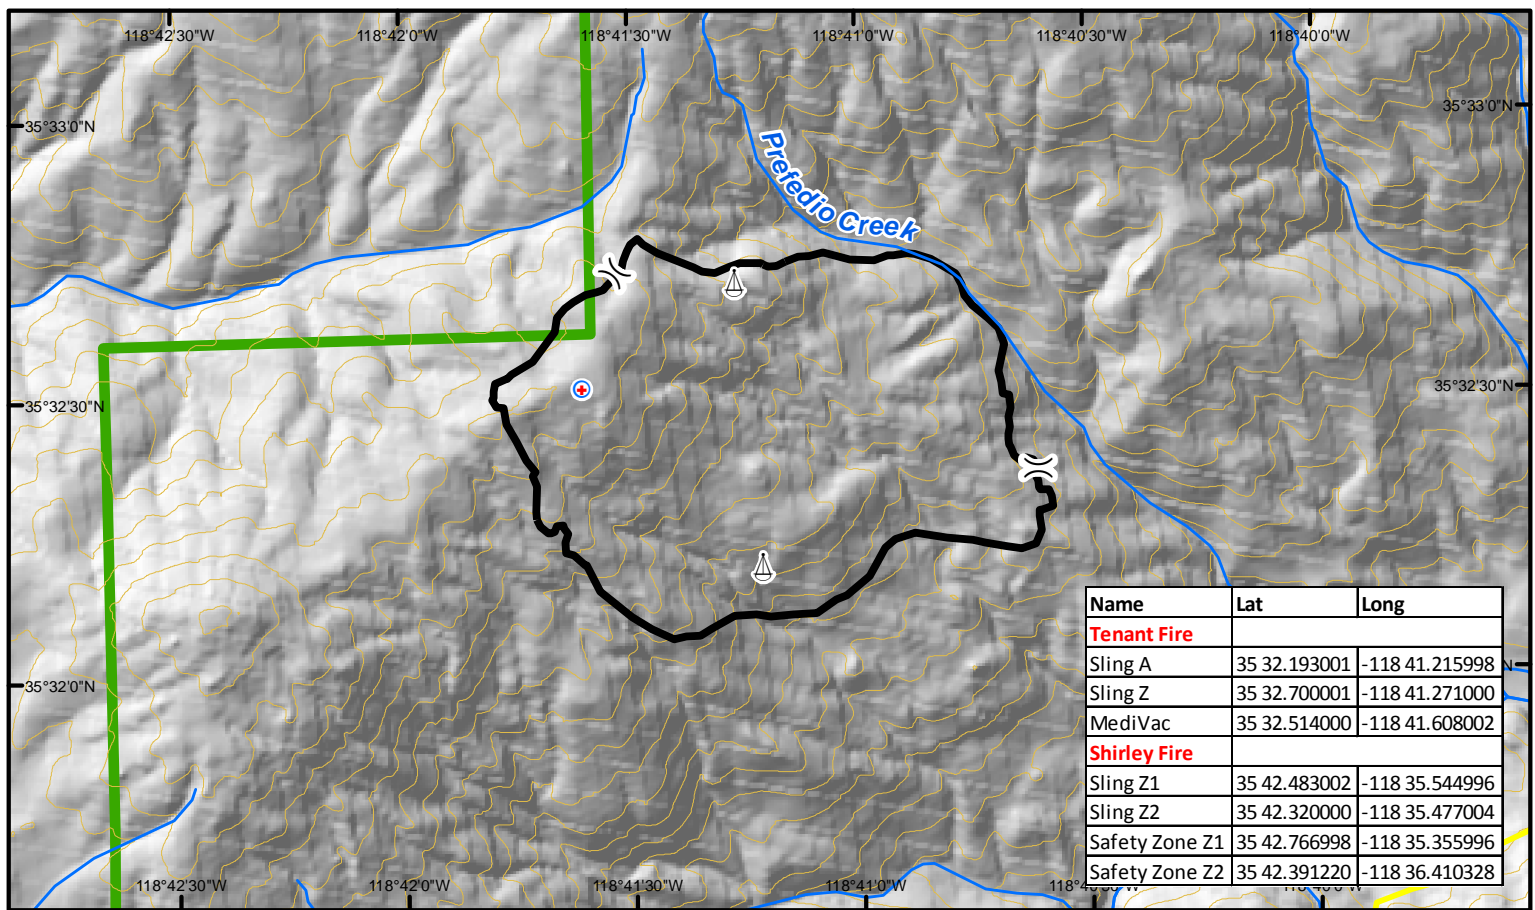 118°42'30"W 118°42'0"W 118°41'30"W 118°41'0"W 118°40'30"W 118°40'0"W
35°33'0"N
35°33'0"N
Prefedio Creek
35°32'30"N
35°32'30"N
35°32'0"N
N
Name Lat Long
Tenant Fire
Sling A 35 32.193001 -118 41.215998
Sling Z 35 32.700001 -118 41.271000
MediVac 35 32.514000 -118 41.608002
Shirley Fire
Sling Z1 35 42.483002 -118 35.544996
Sling Z2 35 42.320000 -118 35.477004
Safety Zone Z1 35 42.766998 -118 35.355996
Safety Zone Z2 35 42.391220 -118 36.410328
118°42'30"W 118°42'0"W 118°41'30"W 118°41'0"W